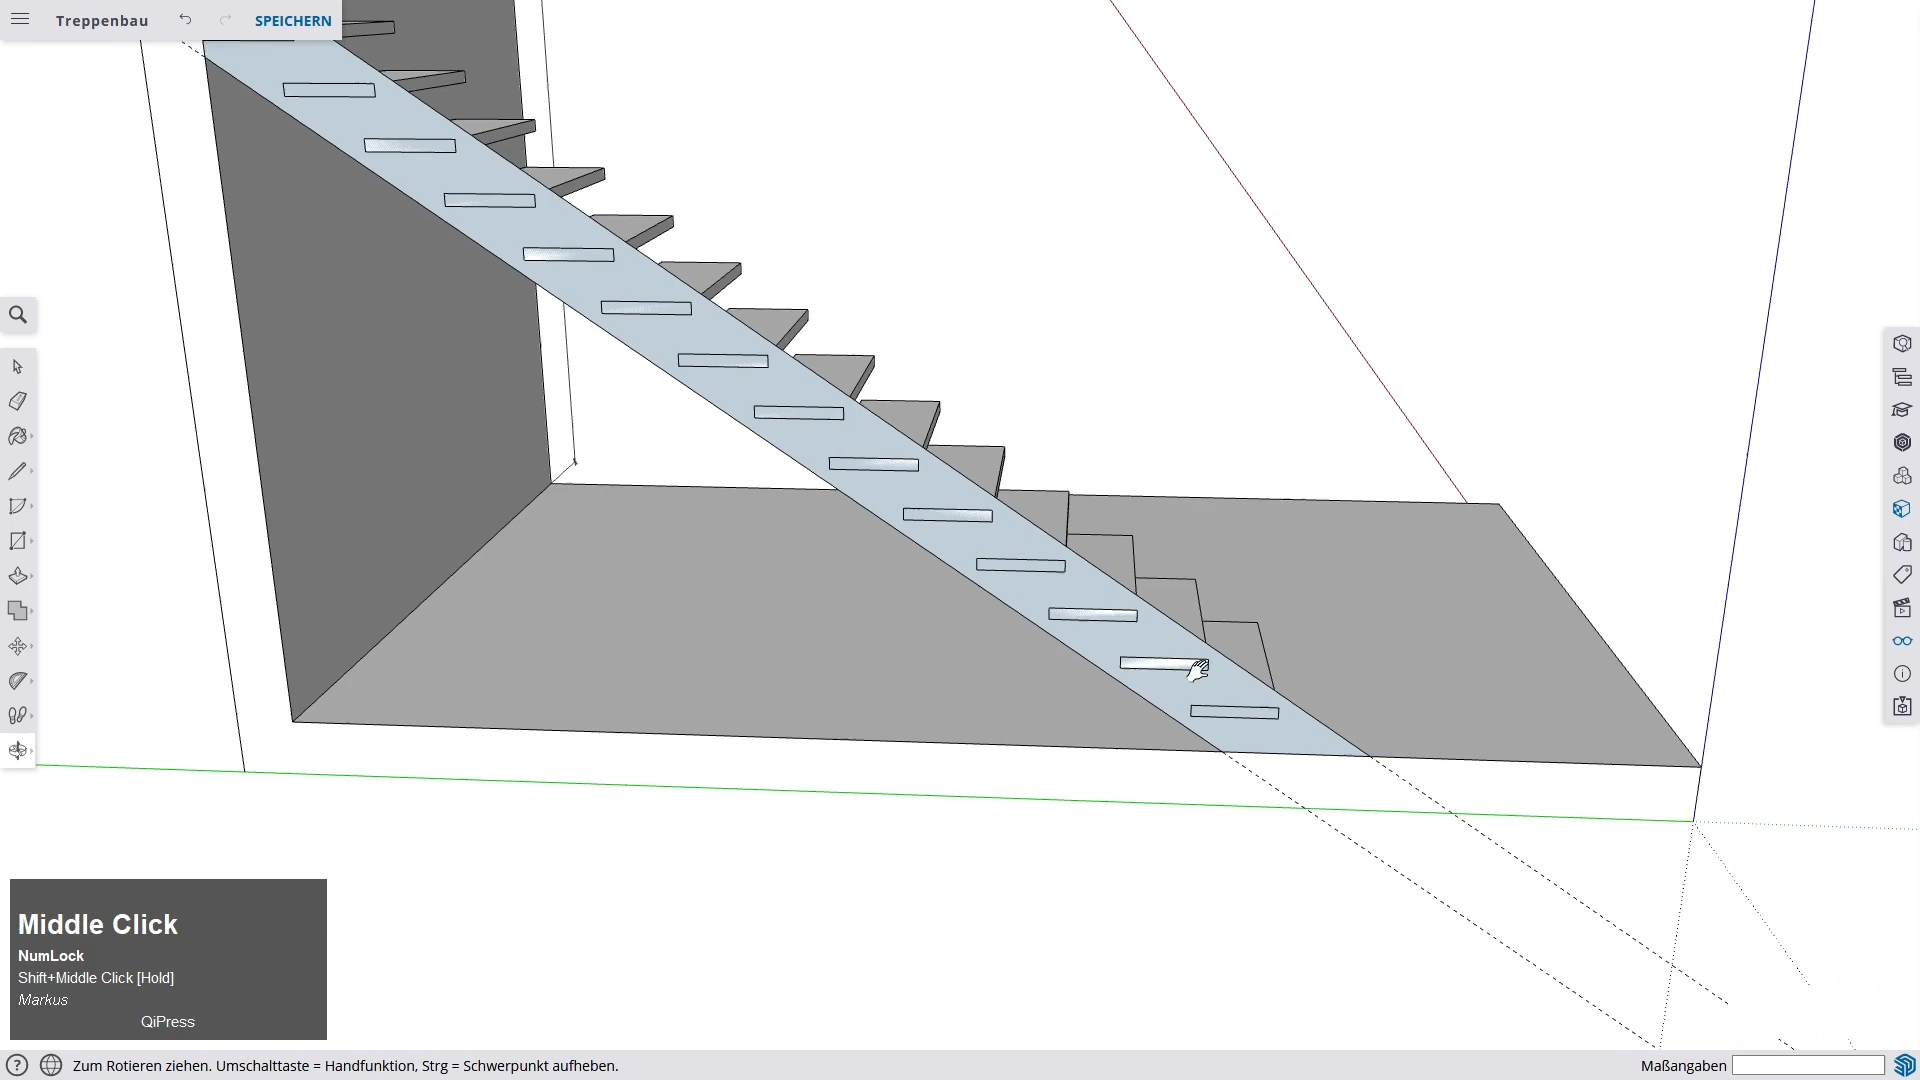 Treppenbau
SPEICHERN
Middle Click
NumLock
Shift+Middle Click [Hold]
Markus
QiPress
Zum Rotieren ziehen. Umschalttaste = Handfunktion, Strg = Schwerpunkt aufheben.
Maßangaben